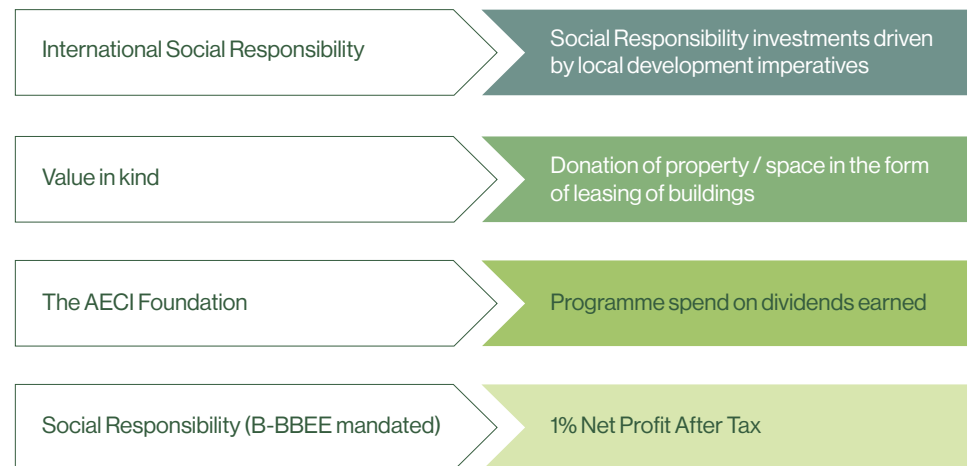 International Social Responsibility
Social Responsibility investments driven
by local development imperatives
Value in kind
Donation of property / space in the form
of leasing of buildings
The AECI Foundation
Programme spend on dividends earned
Social Responsibility (B-BBEE mandated)
1% Net Profit After Tax